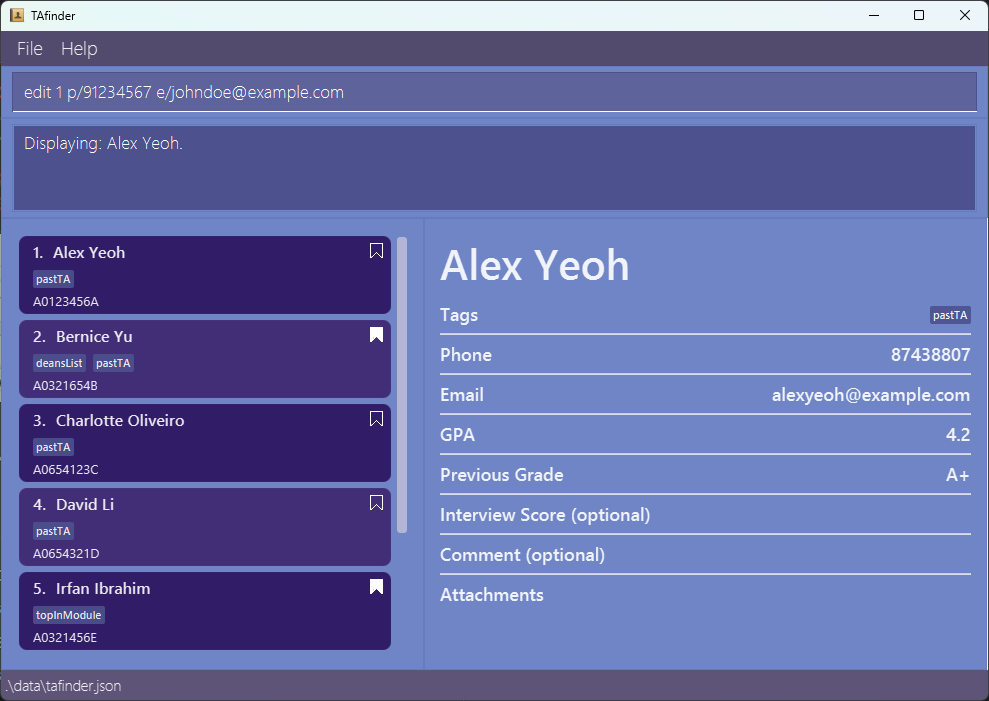 TAfinder
File Help
edit 1 p/91234567 e/johndoe@example.com
Displaying: Alex Yeoh.
1. Alex Yeoh
pastTA
A0123456A
2. Bernice Yu
deansList pastTA
A0321654B
3. Charlotte Oliveiro
pastTA
A0654123C
4. David Li
pastTA
A0654321D
5. Irfan Ibrahim
topInModule
A0321456E
Alex Yeoh
Tags pastTA
Phone 87438807
Email alexyeoh@example.com
GPA 4.2
Previous Grade A+
Interview Score (optional)
Comment (optional)
Attachments
.\data\tafinder.json